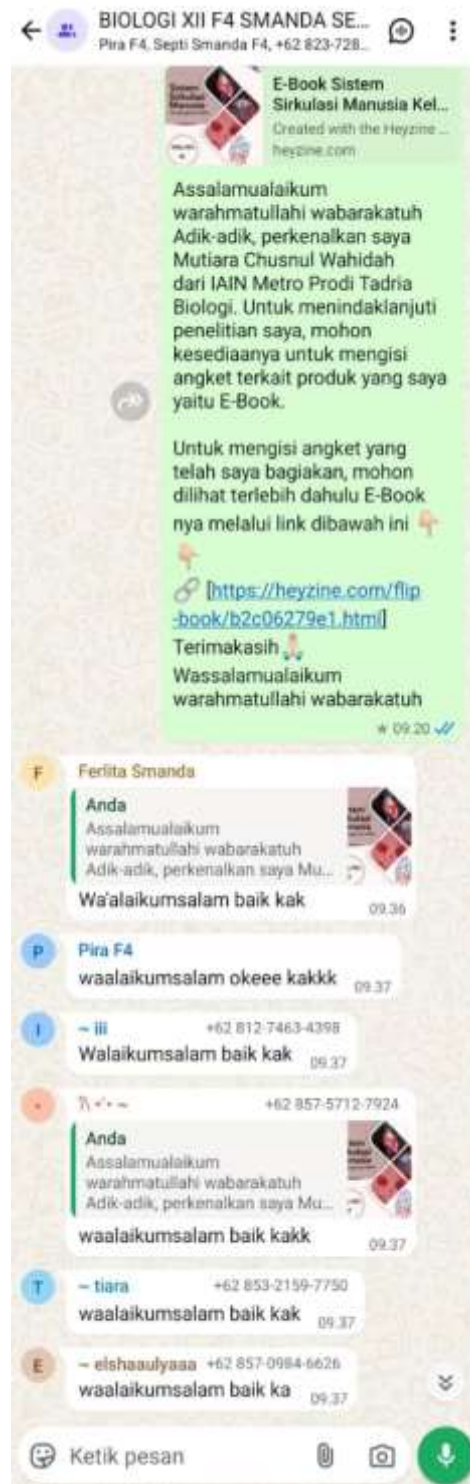 BIOLOGI XII F4 SMANDA SE...
Pira F4, Septi Smanda F4, +62 823-728...
E-Book Sistem
Sirkulasi Manusia Kel...
Created with the Heyzine ...
heyzine.com
Assalamualaikum
warahmatullahi wabarakatuh
Adik-adik, perkenalkan saya
Mutiara Chusnul Wahidah
dari IAIN Metro Prodi Tadria
Biologi. Untuk menindaklanjuti
penelitian saya, mohon
kesediaanya untuk mengisi
angket terkait produk yang saya
yaitu E-Book.
Untuk mengisi angket yang
telah saya bagiakan, mohon
dilihat terlebih dahulu E-Book
nya melalui link dibawah ini 👇🏻
👇🏻
🔗 [https://heyzine.com/flip
-book/b2c06279e1.html]
Terimakasih🙏🏻
Wassalamualaikum
warahmatullahi wabarakatuh
★ 09.20
F Ferlita Smanda
Anda
Assalamualaikum
warahmatullahi wabarakatuh
Adik-adik, perkenalkan saya Mu...
Wa'alaikumsalam baik kak
09.36
P Pira F4
waalaikumsalam okeee kakkk 09.37
I ~ iii +62 812-7463-4398
Walaikumsalam baik kak 09.37
+62 857-5712-7924
Anda
Assalamualaikum
warahmatullahi wabarakatuh
Adik-adik, perkenalkan saya Mu...
waalaikumsalam baik kakk
09.37
T ~ tiara +62 853-2159-7750
waalaikumsalam baik kak 09.37
E ~ elshaaulyaaa +62 857-0984-6626
waalaikumsalam baik ka 09.37
Ketik pesan